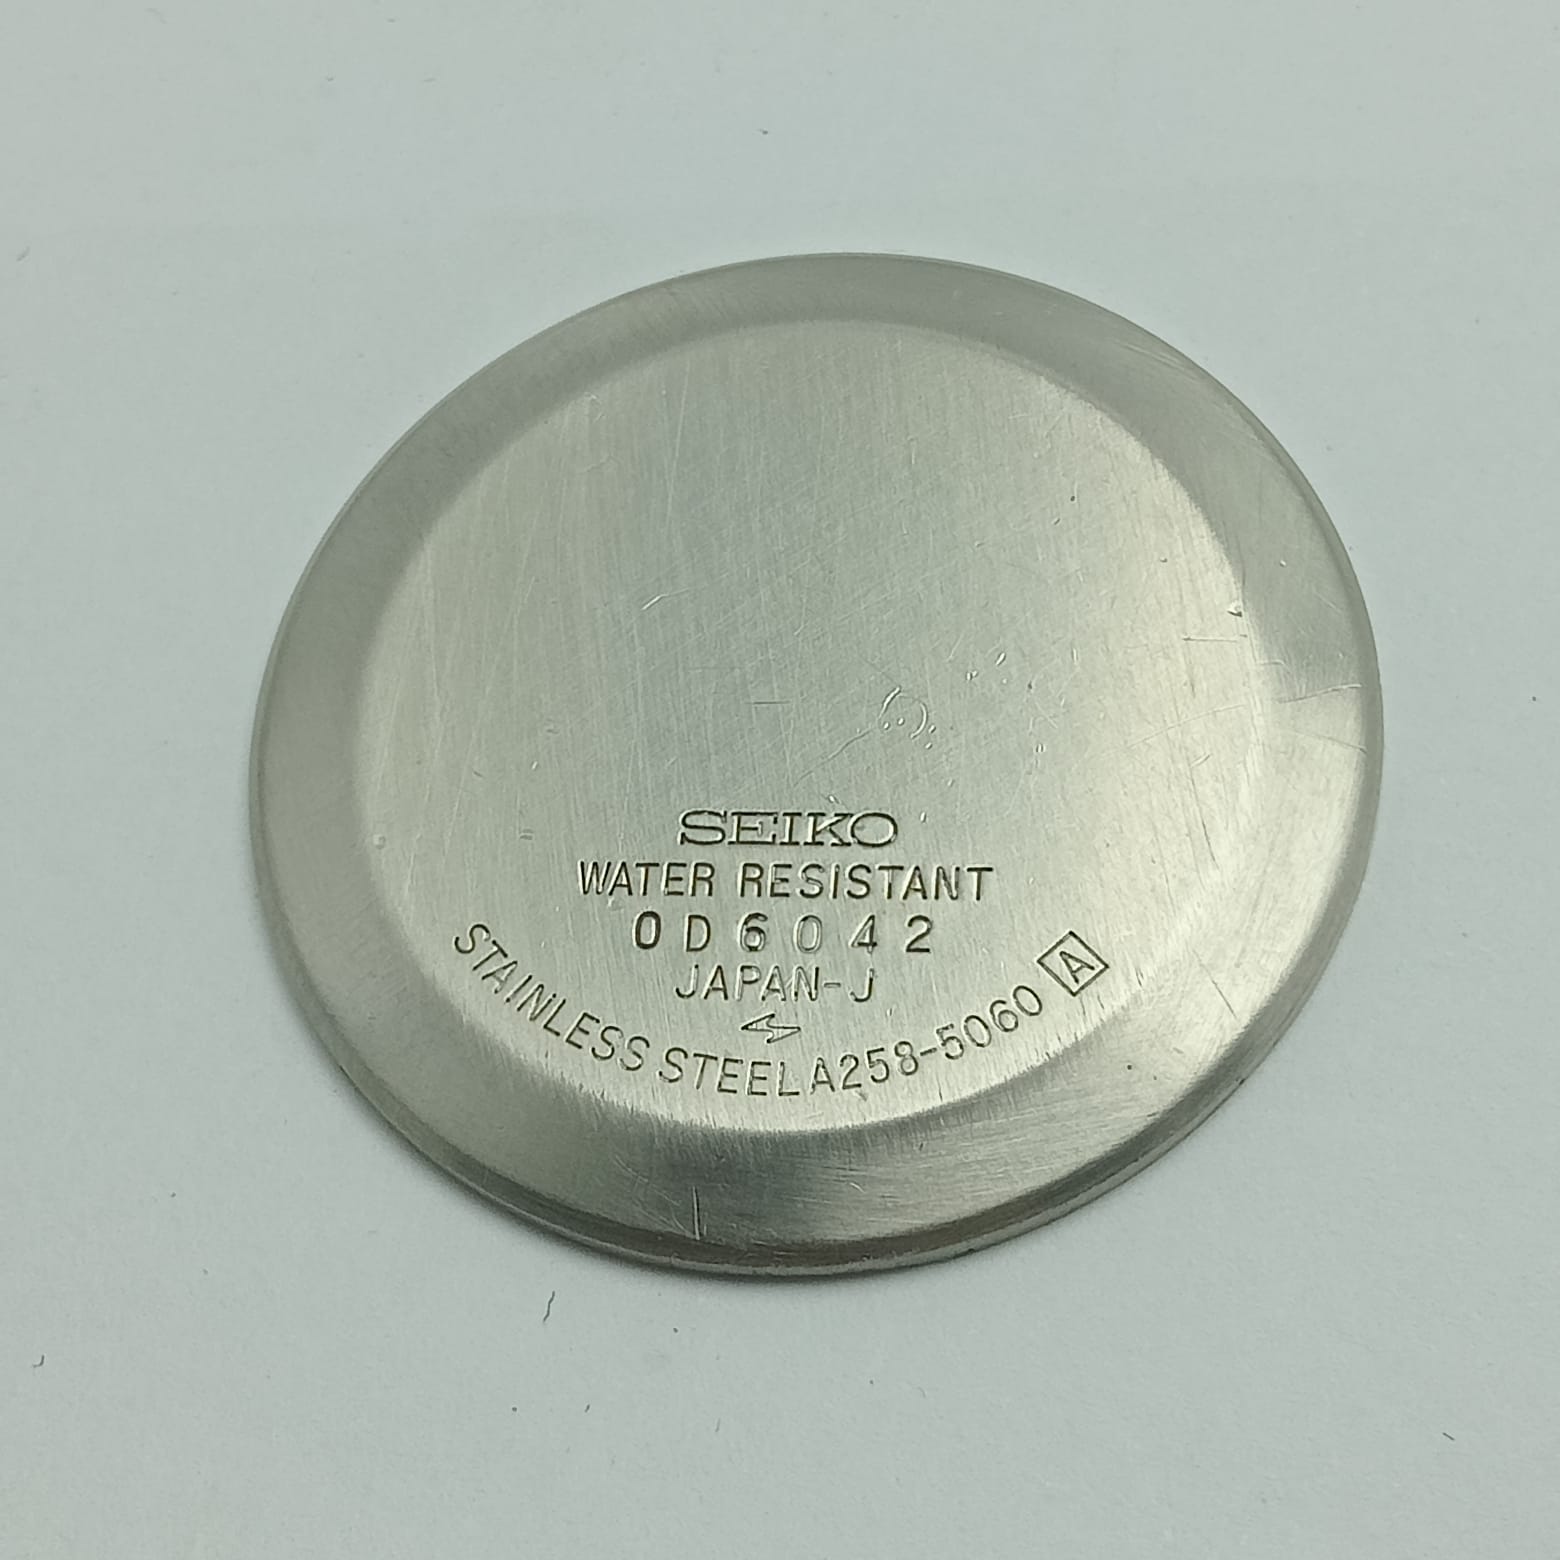 SEIKO
WATER RESISTANT
0D6042
JAPAN-J
STAINLESS STEEL A258-5060 A